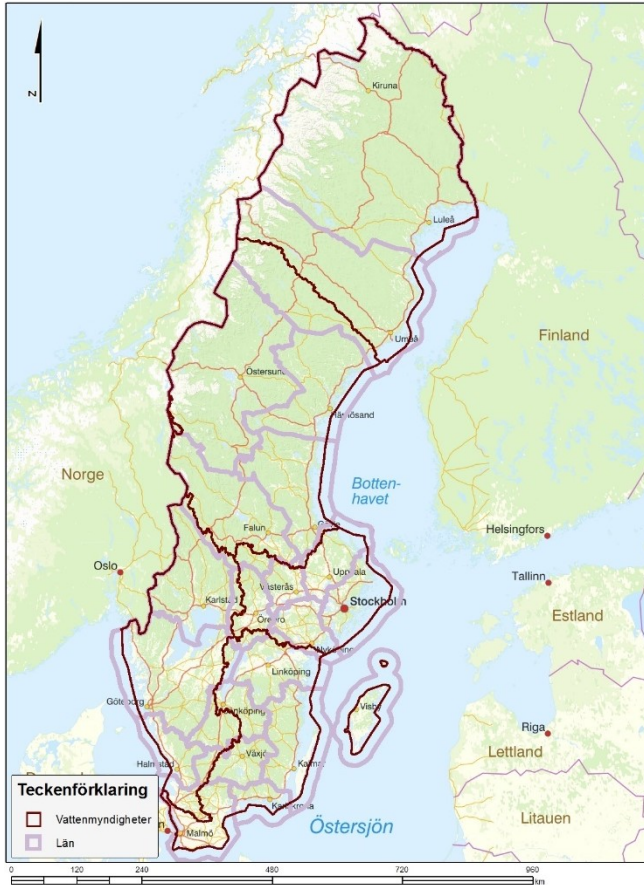 z
Kiruna
Luleå
Umeå
Finland
Östersund
Härnösand
Norge
Botten-
havet
Falun
Gävle
Helsingfors
Oslo
Uppsala
Tallinn
Karlstad
Västerås
Stockholm
Estland
Örebro
Nyköping
Linköping
Göteborg
Jönköping
Visby
Riga
Lettland
Halmstad
Växjö
Kalmar
Teckenförklaring
Vattenmyndigheter
Län
Karlskrona
Malmö
Östersjön
Litauen
0 120 240 480 720 960
km